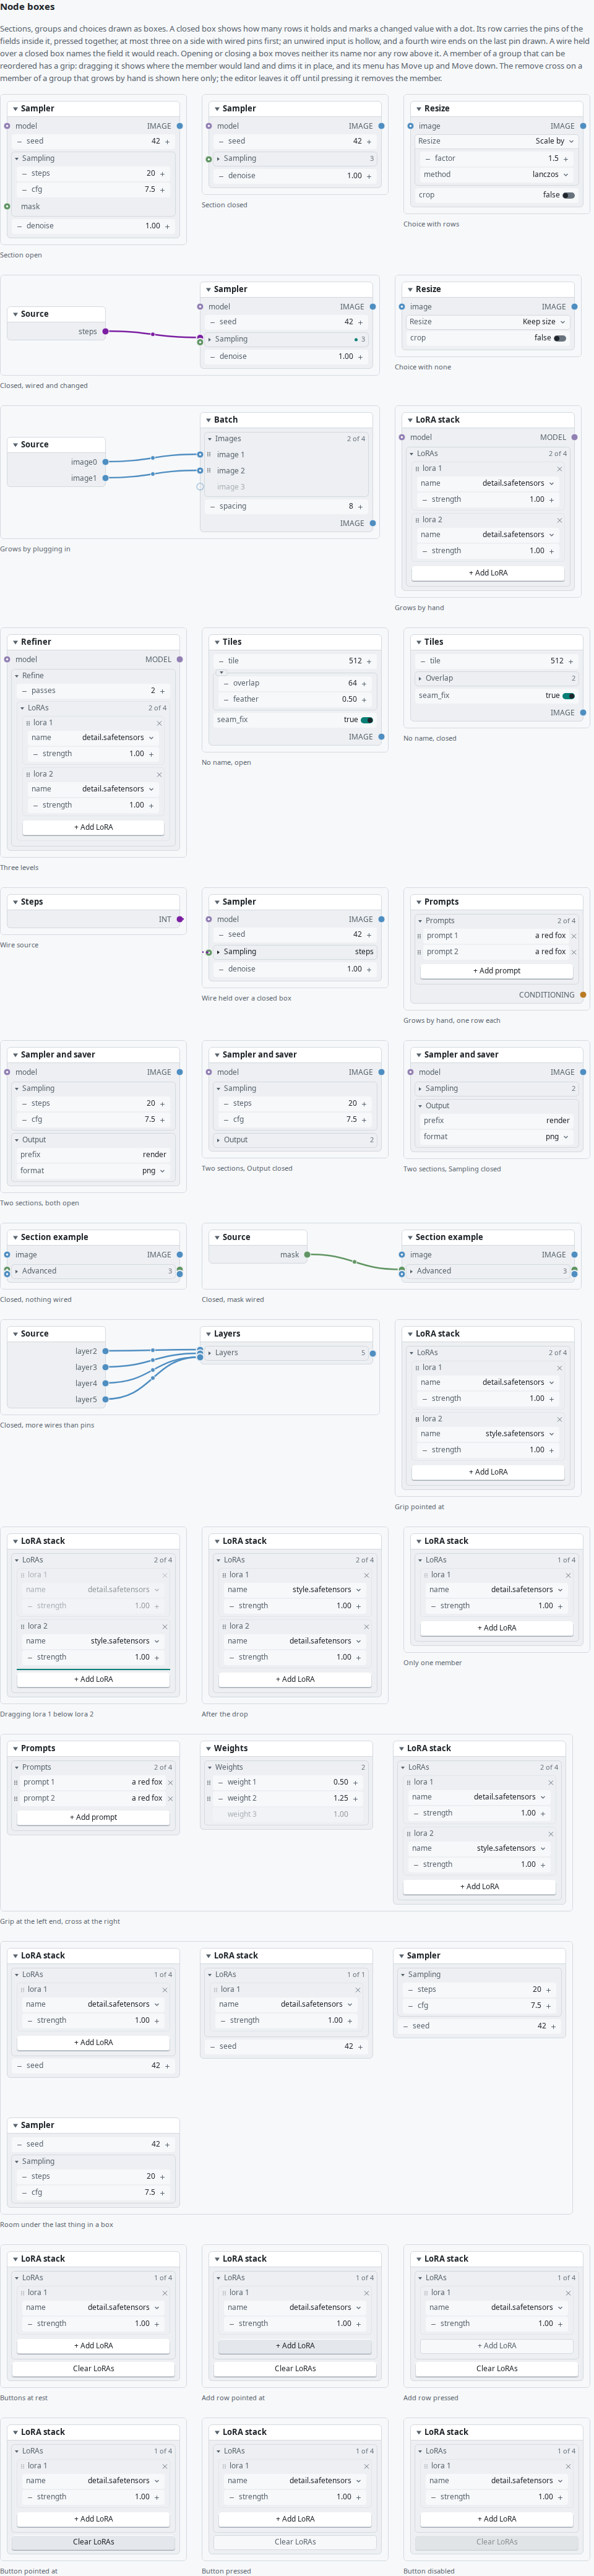 Node boxes
Sections, groups and choices drawn as boxes. A closed box shows how many rows it holds and marks a changed value with a dot. Its row carries the pins of the
fields inside it, pressed together, at most three on a side with wired pins first; an unwired input is hollow, and a fourth wire ends on the last pin drawn. A wire held
over a closed box names the field it would reach. Opening or closing a box moves neither its name nor any row above it. A member of a group that can be
reordered has a grip: dragging it shows where the member would land and dims it in place, and its menu has Move up and Move down. The remove cross on a
member of a group that grows by hand is shown here only; the editor leaves it off until pressing it removes the member.
Sampler
model IMAGE
seed 42
Sampling
steps 20
cfg 7.5
mask
denoise 1.00
Section open
Sampler
model IMAGE
seed 42
Sampling 3
denoise 1.00
Section closed
Resize
image IMAGE
Resize Scale by
factor 1.5
method lanczos
crop false
Choice with rows
Source
steps
Sampler
model IMAGE
seed 42
Sampling 3
denoise 1.00
Closed, wired and changed
Resize
image IMAGE
Resize Keep size
crop false
Choice with none
Source
image0
image1
Batch
Images 2 of 4
image 1
image 2
image 3
spacing 8
IMAGE
Grows by plugging in
LoRA stack
model MODEL
LoRAs 2 of 4
lora 1
name detail.safetensors
strength 1.00
lora 2
name detail.safetensors
strength 1.00
+ Add LoRA
Grows by hand
Refiner
model MODEL
Refine
passes 2
LoRAs 2 of 4
lora 1
name detail.safetensors
strength 1.00
lora 2
name detail.safetensors
strength 1.00
+ Add LoRA
Three levels
Tiles
tile 512
overlap 64
feather 0.50
seam_fix true
IMAGE
No name, open
Tiles
tile 512
Overlap 2
seam_fix true
IMAGE
No name, closed
Steps
INT
Wire source
Sampler
model IMAGE
seed 42
Sampling steps
denoise 1.00
Wire held over a closed box
Prompts
Prompts 2 of 4
prompt 1 a red fox
prompt 2 a red fox
+ Add prompt
CONDITIONING
Grows by hand, one row each
Sampler and saver
model IMAGE
Sampling
steps 20
cfg 7.5
Output
prefix render
format png
Two sections, both open
Sampler and saver
model IMAGE
Sampling
steps 20
cfg 7.5
Output 2
Two sections, Output closed
Sampler and saver
model IMAGE
Sampling 2
Output
prefix render
format png
Two sections, Sampling closed
Section example
image IMAGE
Advanced 3
Closed, nothing wired
Source
mask
Section example
image IMAGE
Advanced 3
Closed, mask wired
Source
layer2
layer3
layer4
layer5
Layers
Layers 5
Closed, more wires than pins
LoRA stack
LoRAs 2 of 4
lora 1
name detail.safetensors
strength 1.00
lora 2
name style.safetensors
strength 1.00
+ Add LoRA
Grip pointed at
LoRA stack
LoRAs 2 of 4
lora 1
name detail.safetensors
strength 1.00
lora 2
name style.safetensors
strength 1.00
+ Add LoRA
Dragging lora 1 below lora 2
LoRA stack
LoRAs 2 of 4
lora 1
name style.safetensors
strength 1.00
lora 2
name detail.safetensors
strength 1.00
+ Add LoRA
After the drop
LoRA stack
LoRAs 1 of 4
lora 1
name detail.safetensors
strength 1.00
+ Add LoRA
Only one member
Prompts
Prompts 2 of 4
prompt 1 a red fox
prompt 2 a red fox
+ Add prompt
Weights
Weights 2
weight 1 0.50
weight 2 1.25
weight 3 1.00
LoRA stack
LoRAs 2 of 4
lora 1
name detail.safetensors
strength 1.00
lora 2
name style.safetensors
strength 1.00
+ Add LoRA
Grip at the left end, cross at the right
LoRA stack
LoRAs 1 of 4
lora 1
name detail.safetensors
strength 1.00
+ Add LoRA
seed 42
LoRA stack
LoRAs 1 of 1
lora 1
name detail.safetensors
strength 1.00
seed 42
Sampler
Sampling
steps 20
cfg 7.5
seed 42
Sampler
seed 42
Sampling
steps 20
cfg 7.5
Room under the last thing in a box
LoRA stack
LoRAs 1 of 4
lora 1
name detail.safetensors
strength 1.00
+ Add LoRA
Clear LoRAs
Buttons at rest
LoRA stack
LoRAs 1 of 4
lora 1
name detail.safetensors
strength 1.00
+ Add LoRA
Clear LoRAs
Add row pointed at
LoRA stack
LoRAs 1 of 4
lora 1
name detail.safetensors
strength 1.00
+ Add LoRA
Clear LoRAs
Add row pressed
LoRA stack
LoRAs 1 of 4
lora 1
name detail.safetensors
strength 1.00
+ Add LoRA
Clear LoRAs
Button pointed at
LoRA stack
LoRAs 1 of 4
lora 1
name detail.safetensors
strength 1.00
+ Add LoRA
Clear LoRAs
Button pressed
LoRA stack
LoRAs 1 of 4
lora 1
name detail.safetensors
strength 1.00
+ Add LoRA
Clear LoRAs
Button disabled